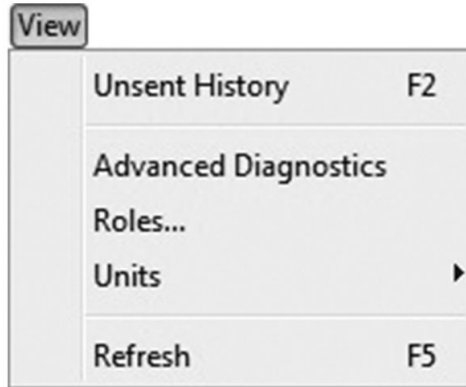 View
Unsent History F2
Advanced Diagnostics
Roles...
Units
Refresh F5